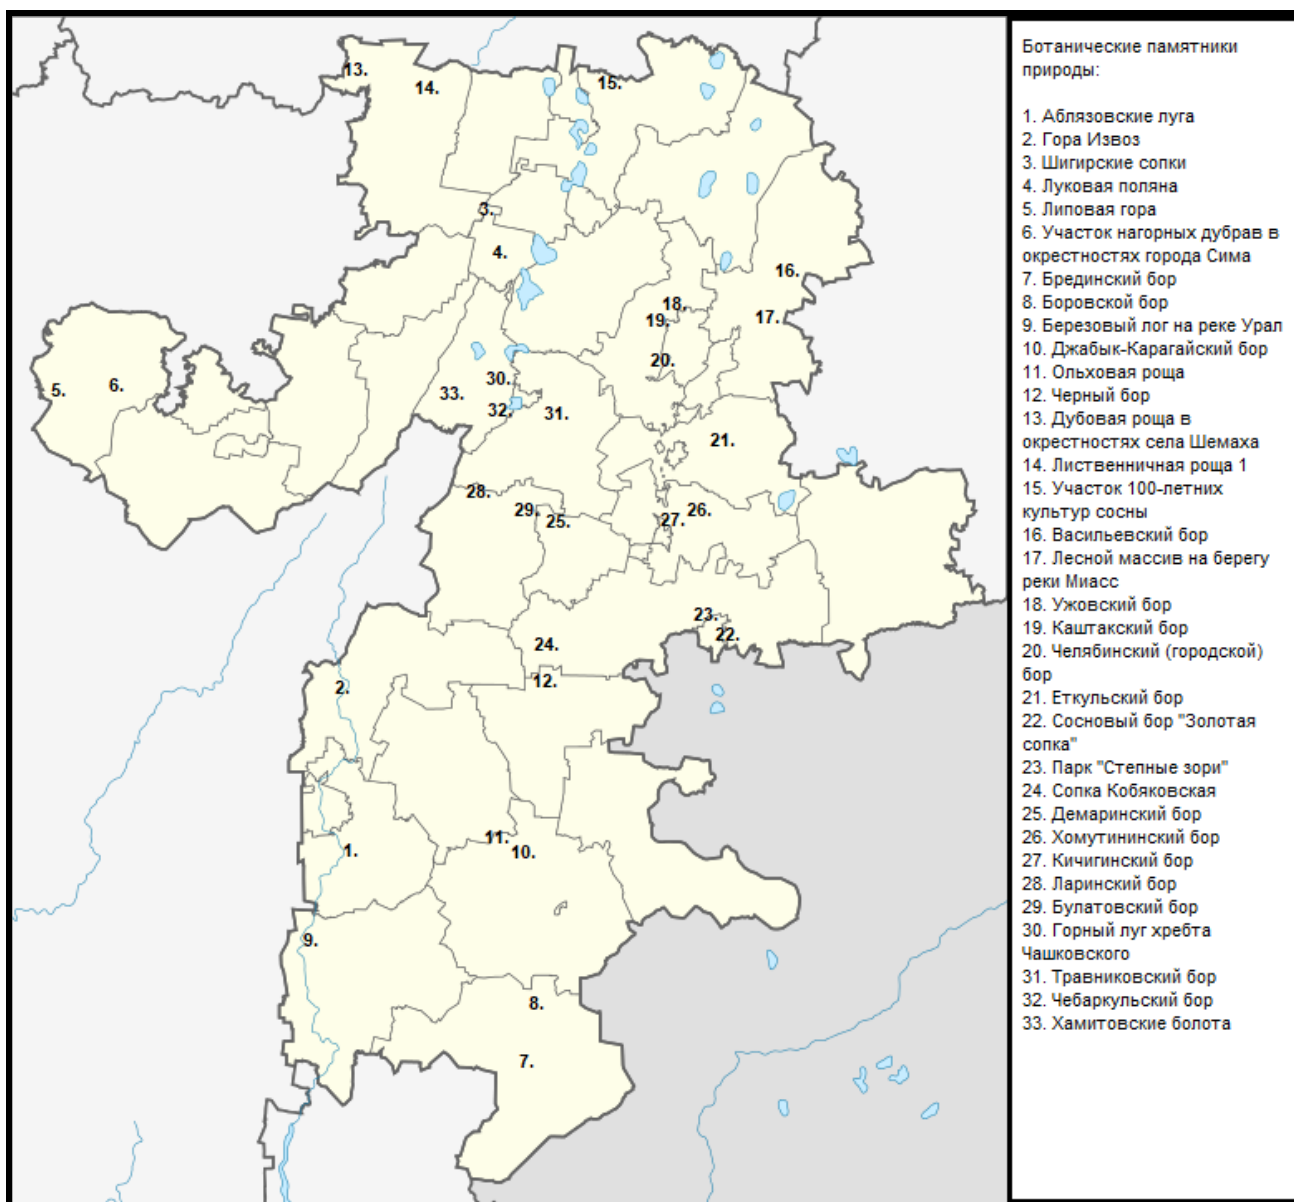 13.
14.
15.
3.
4.
16.
18.
17.
19.
20.
30.
5.
6.
33.
32.
31.
21.
28.
29.
25.
26.
27.
23.
22.
24.
12.
2.
11.
1.
10.
9.
8.
7.
Ботанические памятники
природы:
1. Аблязовские луга
2. Гора Извоз
3. Шигирские сопки
4. Луковая поляна
5. Липовая гора
6. Участок нагорных дубрав в
окрестностях города Сима
7. Брединский бор
8. Боровской бор
9. Березовый лог на реке Урал
10. Джабык-Карагайский бор
11. Ольховая роща
12. Черный бор
13. Дубовая роща в
окрестностях села Шемаха
14. Лиственничная роща 1
15. Участок 100-летних
культур сосны
16. Васильевский бор
17. Лесной массив на берегу
реки Миасс
18. Ужовский бор
19. Каштакский бор
20. Челябинский (городской)
бор
21. Еткульский бор
22. Сосновый бор "Золотая
сопка"
23. Парк "Степные зори"
24. Сопка Кобяковская
25. Демаринский бор
26. Хомутининский бор
27. Кичигинский бор
28. Ларинский бор
29. Булатовский бор
30. Горный луг хребта
Чашковского
31. Травниковский бор
32. Чебаркульский бор
33. Хамитовские болота